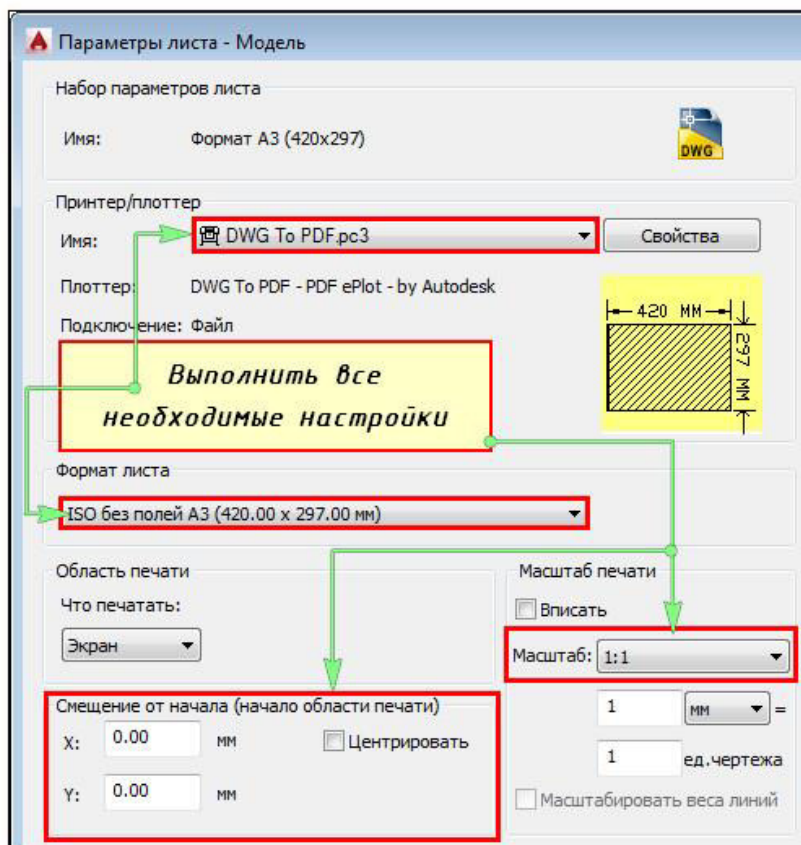 Параметры листа - Модель
Набор параметров листа
Имя: Формат А3 (420x297)
DWG
Принтер/плоттер
Имя: DWG To PDF.pc3 Свойства
Плоттер: DWG To PDF - PDF ePlot - by Autodesk
Подключение: Файл
420 MM
297 MM
Выполнить все
необходимые настройки
Формат листа
ISO без полей A3 (420.00 x 297.00 мм)
Область печати
Что печатать:
Экран
Масштаб печати
Вписать
Масштаб: 1:1
1 мм =
1 ед.чертежа
Масштабировать веса линий
Смещение от начала (начало области печати)
X: 0.00 мм Центрировать
Y: 0.00 мм